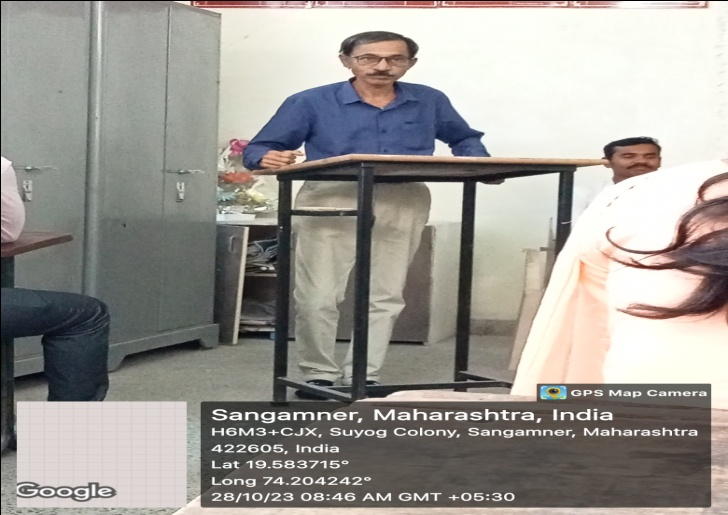 GPS Map Camera
Sangamner, Maharashtra, India
H6M3+CJX, Suyog Colony, Sangamner, Maharashtra
422605, India
Lat 19.583715°
Long 74.204242°
28/10/23 08:46 AM GMT +05:30
Google